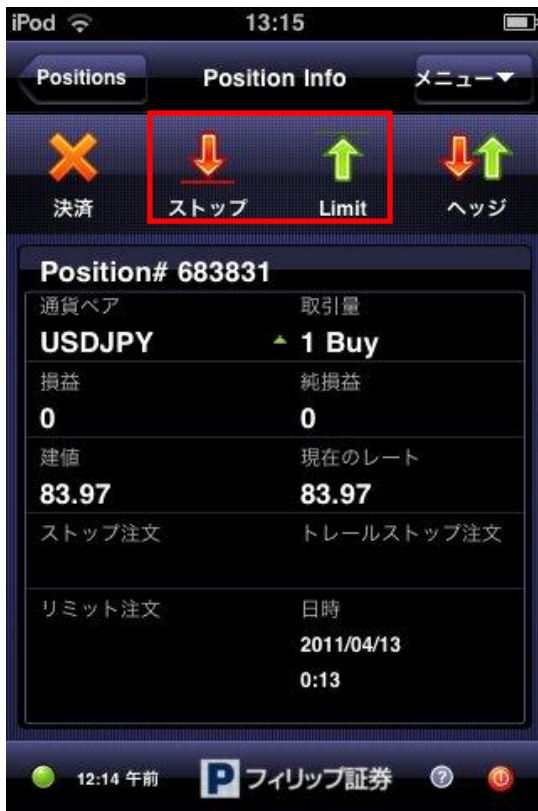 iPod 13:15
Positions Position Info メニュー▼
決済 ストップ Limit ヘッジ
Position# 683831
通貨ペア 取引量
USDJPY 1 Buy
損益 純損益
0 0
建値 現在のレート
83.97 83.97
ストップ注文 トレールストップ注文
リミット注文 日時
2011/04/13
0:13
12:14 午前 P フィリップ証券 ?